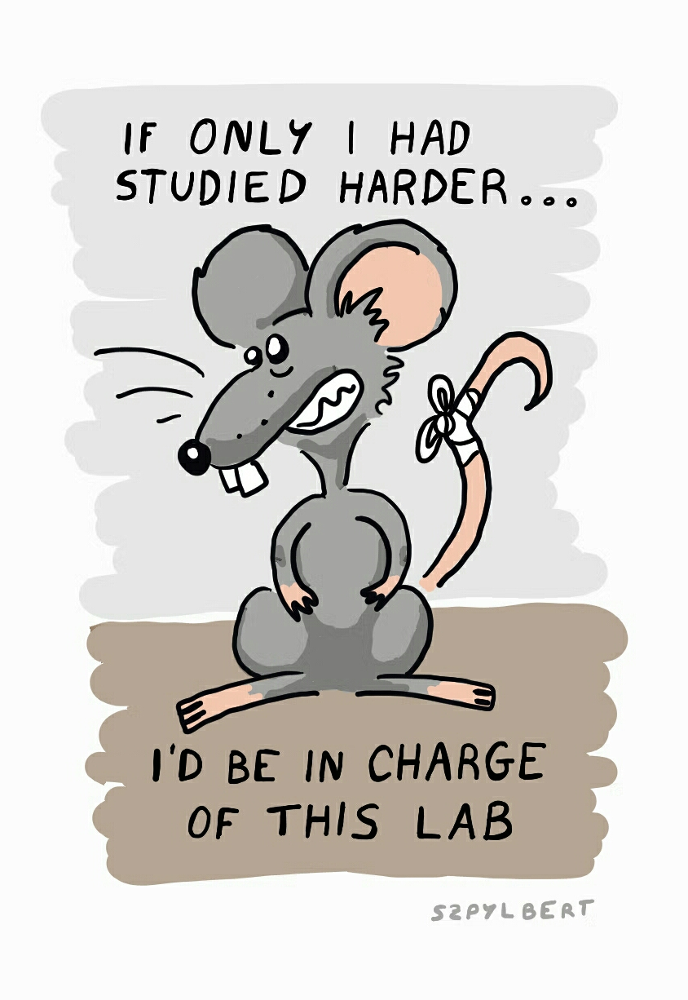 IF ONLY I HAD
STUDIED HARDER...
I'D BE IN CHARGE
OF THIS LAB
SZPYLBERT